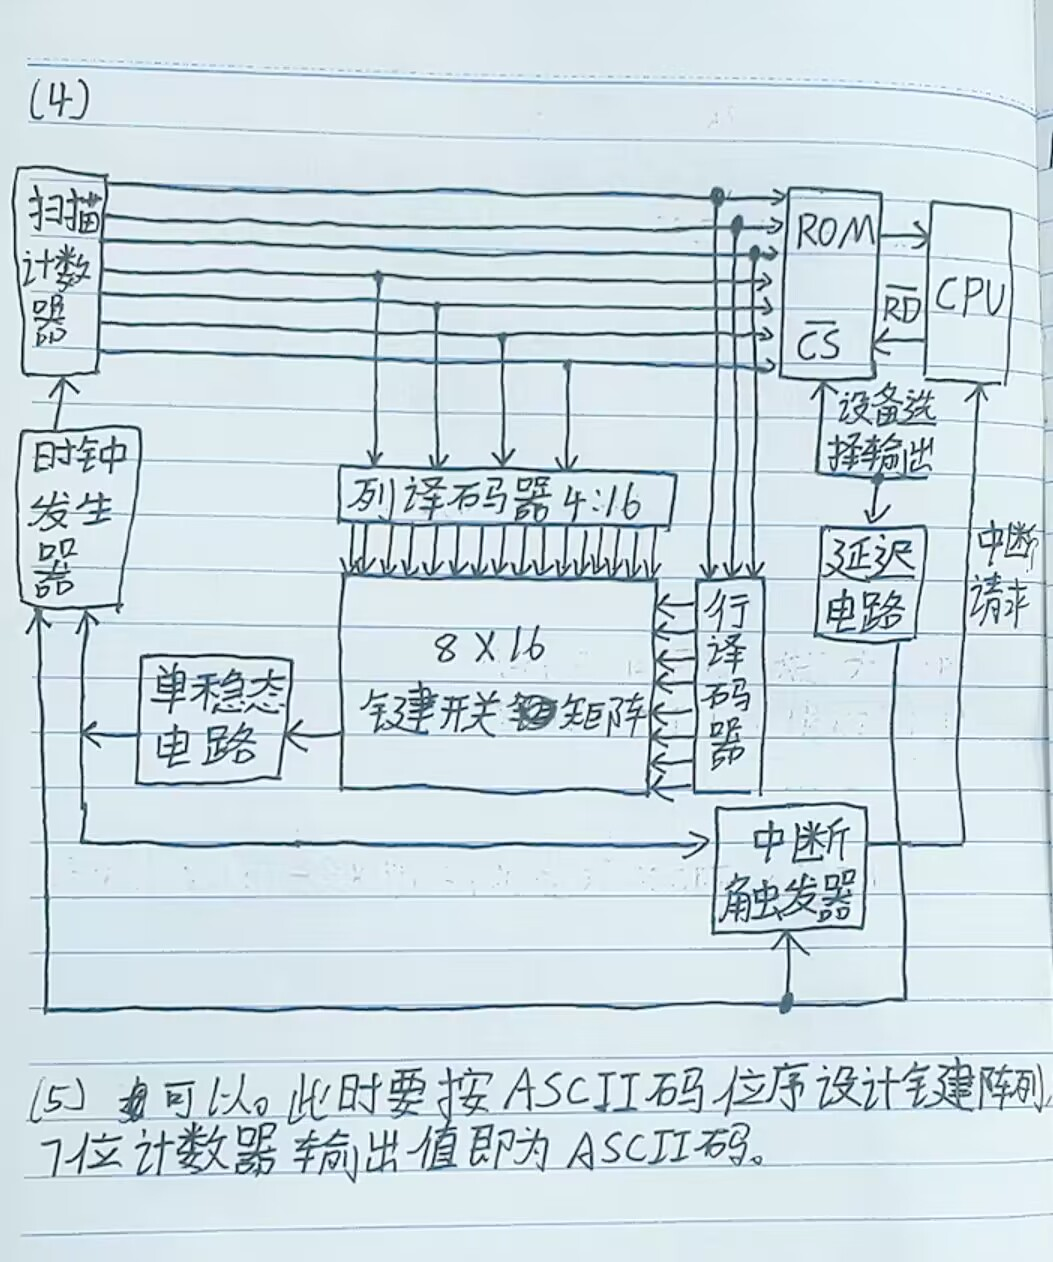 (4)
扫描
计数
器
ROM
CS
RD
CPU
时钟
发生
器
设备选
择输出
列译码器4:16
延迟
电路
中断
请求
8X16
键开关矩阵
行
译
码
器
单稳态
电路
中断
触发器
(5) 可以。此时要按ASCII码位序设计键阵列,
7位计数器输出值即为ASCII码。